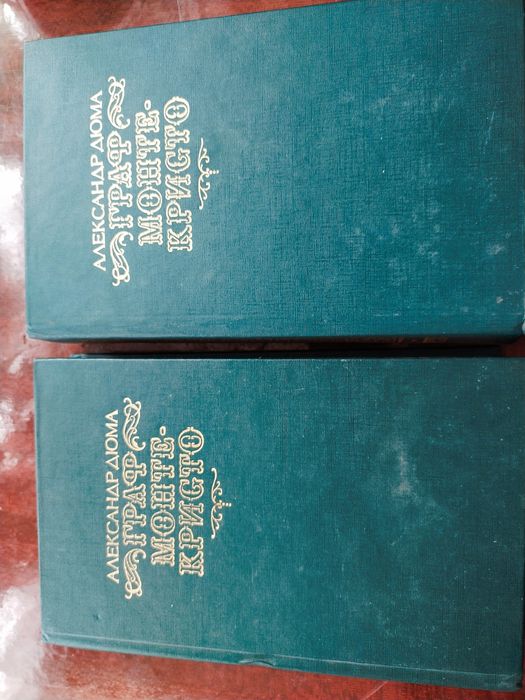 АЛЕКСАНДР ДЮМА
ГРАФ
МОНТЕ-
КРИСТО
АЛЕКСАНДР ДЮМА
ГРАФ
МОНТЕ-
КРИСТО